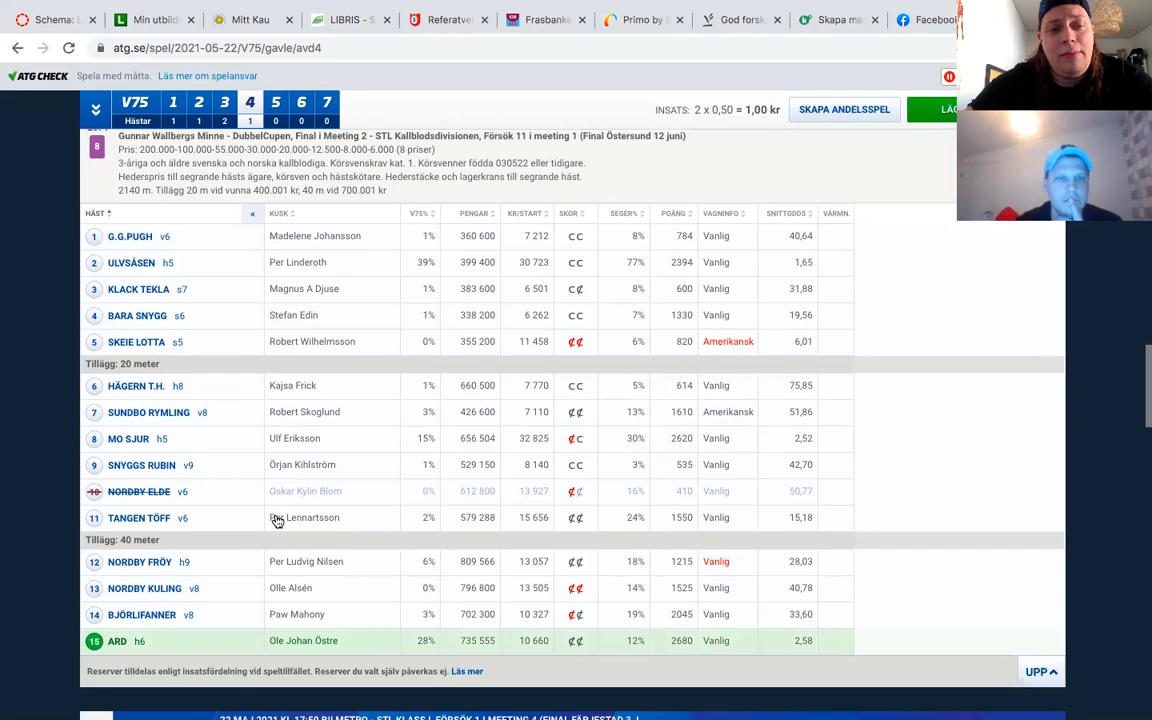 Schema:
Min utbild
Mitt Kau
LIBRIS - S
Referatver
Frasbanke
Primo by
God forsk
Skapa ma
Facebook
atg.se/spel/2021-05-22/V75/gavle/avd4
ATG CHECK Spela med måtta. Läs mer om spelansvar
V75 1 2 3 4 5 6 7
Hästar 1 1 2 1 0 0 0
INSATS: 2 x 0,50 = 1,00 kr SKAPA ANDELSSPEL
8 Gunnar Wallbergs Minne - DubbelCupen, Final i Meeting 2 - STL Kallblodsdivisionen, Försök 11 i meeting 1 (Final Östersund 12 juni)
Pris: 200.000-100.000-55.000-30.000-20.000-12.500-8.000-6.000 (8 priser)
3-åriga och äldre svenska och norska kallblodiga. Körsvenskrav kat. 1. Körsvenner födda 030522 eller tidigare.
Hederspris till segrande hästs ägare, körsven och hästskötare. Hederstäcke och lagerkrans till segrande häst.
2140 m. Tillägg 20 m vid vunna 400.001 kr, 40 m vid 700.001 kr
HÄST « KUSK V75% PENGAR KR/START SKOR SEGER% POÄNG VAGNINFO SNITTODDS VÄRMN.
1 G.G.PUGH v6 Madelene Johansson 1% 360 600 7 212 C C 8% 784 Vanlig 40,64
2 ULVSÅSEN h5 Per Linderoth 39% 399 400 30 723 C C 77% 2394 Vanlig 1,65
3 KLACK TEKLA s7 Magnus A Djuse 1% 383 600 6 501 C ₵ 8% 600 Vanlig 31,88
4 BARA SNYGG s6 Stefan Edin 1% 338 200 6 262 C C 7% 1330 Vanlig 19,56
5 SKEIE LOTTA s5 Robert Wilhelmsson 0% 355 200 11 458 ₵ ₵ 6% 820 Amerikansk 6,01
Tillägg: 20 meter
6 HÄGERN T.H. h8 Kajsa Frick 1% 660 500 7 770 C C 5% 614 Vanlig 75,85
7 SUNDBO RYMLING v8 Robert Skoglund 3% 426 600 7 110 ₵ ₵ 13% 1610 Amerikansk 51,86
8 MO SJUR h5 Ulf Eriksson 15% 656 504 32 825 ₵ C 30% 2620 Vanlig 2,52
9 SNYGGS RUBIN v9 Örjan Kihlström 1% 529 150 8 140 C C 3% 535 Vanlig 42,70
10 NORDBY ELDE v6 Oskar Kylin Blom 0% 612 800 13 927 ₵ ₵ 16% 410 Vanlig 50,77
11 TANGEN TÖFF v6 Lennartsson 2% 579 288 15 656 ₵ ₵ 24% 1550 Vanlig 15,18
Tillägg: 40 meter
12 NORDBY FRÖY h9 Per Ludvig Nilsen 6% 809 566 13 057 ₵ ₵ 18% 1215 Vanlig 28,03
13 NORDBY KULING v8 Olle Alsén 0% 796 800 13 505 ₵ ₵ 14% 1525 Vanlig 40,78
14 BJÖRLIFANNER v8 Paw Mahony 3% 702 300 10 327 ₵ ₵ 19% 2045 Vanlig 33,60
15 ARD h6 Ole Johan Östre 28% 735 555 10 660 ₵ ₵ 12% 2680 Vanlig 2,58
Reserver tilldelas enligt insatsfördelning vid speltillfället. Reserver du valt själv påverkas ej. Läs mer
UPP